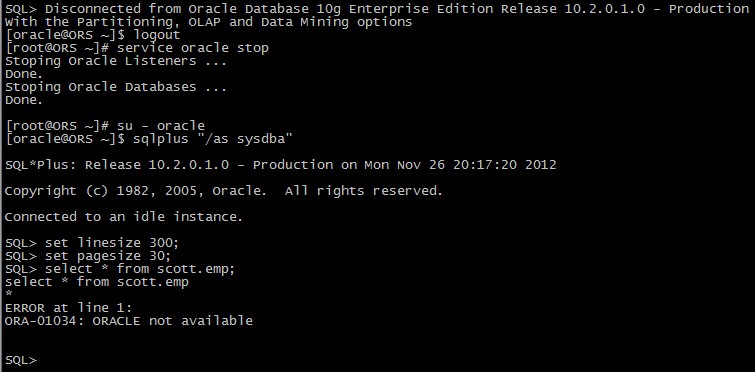 SQL> Disconnected from Oracle Database 10g Enterprise Edition Release 10.2.0.1.0 - Production
With the Partitioning, OLAP and Data Mining options
[oracle@ORS ~]$ logout
[root@ORS ~]# service oracle stop
Stoping Oracle Listeners ...
Done.
Stoping Oracle Databases ...
Done.
[root@ORS ~]# su - oracle
[oracle@ORS ~]$ sqlplus "/as sysdba"
SQL*Plus: Release 10.2.0.1.0 - Production on Mon Nov 26 20:17:20 2012
Copyright (c) 1982, 2005, Oracle.  All rights reserved.
Connected to an idle instance.
SQL> set linesize 300;
SQL> set pagesize 30;
SQL> select * from scott.emp;
select * from scott.emp
*
ERROR at line 1:
ORA-01034: ORACLE not available
SQL>